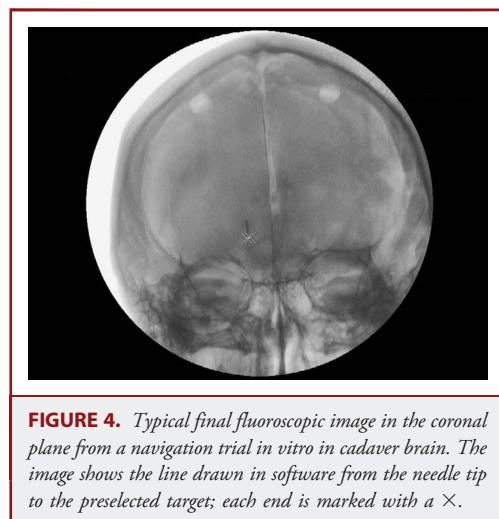 FIGURE 4. Typical final fluoroscopic image in the coronal
plane from a navigation trial in vitro in cadaver brain. The
image shows the line drawn in software from the needle tip
to the preselected target; each end is marked with a ×.